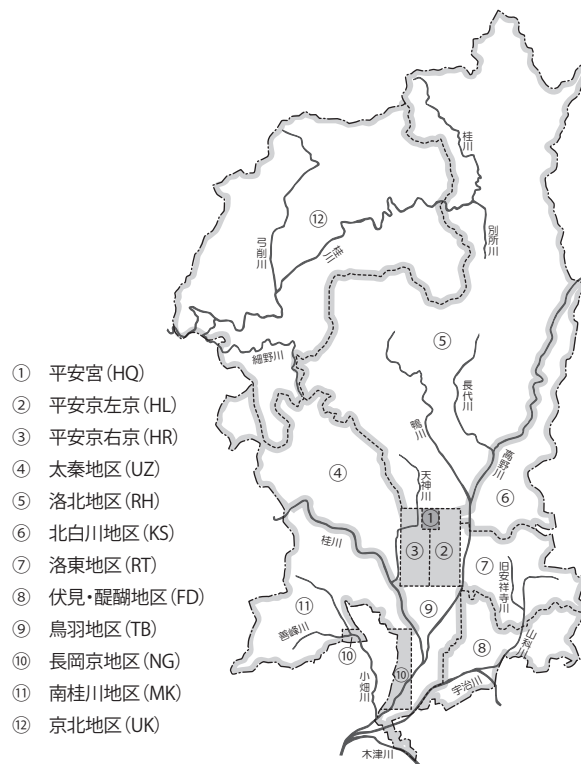 ① 平安宮(HQ)
② 平安京左京(HL)
③ 平安京右京(HR)
④ 太秦地区(UZ)
⑤ 洛北地区(RH)
⑥ 北白川地区(KS)
⑦ 洛東地区(RT)
⑧ 伏見・醍醐地区(FD)
⑨ 鳥羽地区(TB)
⑩ 長岡京地区(NG)
⑪ 南桂川地区(MK)
⑫ 京北地区(UK)
桂川
⑫
別所川
弓削川
桂川
細野川
⑤
長代川
鴨川
高野川
④
天神川
⑥
①
③
②
桂川
⑦
旧安祥寺川
⑪
⑨
善峰川
山科川
⑧
⑩
⑩
小畑川
宇治川
木津川